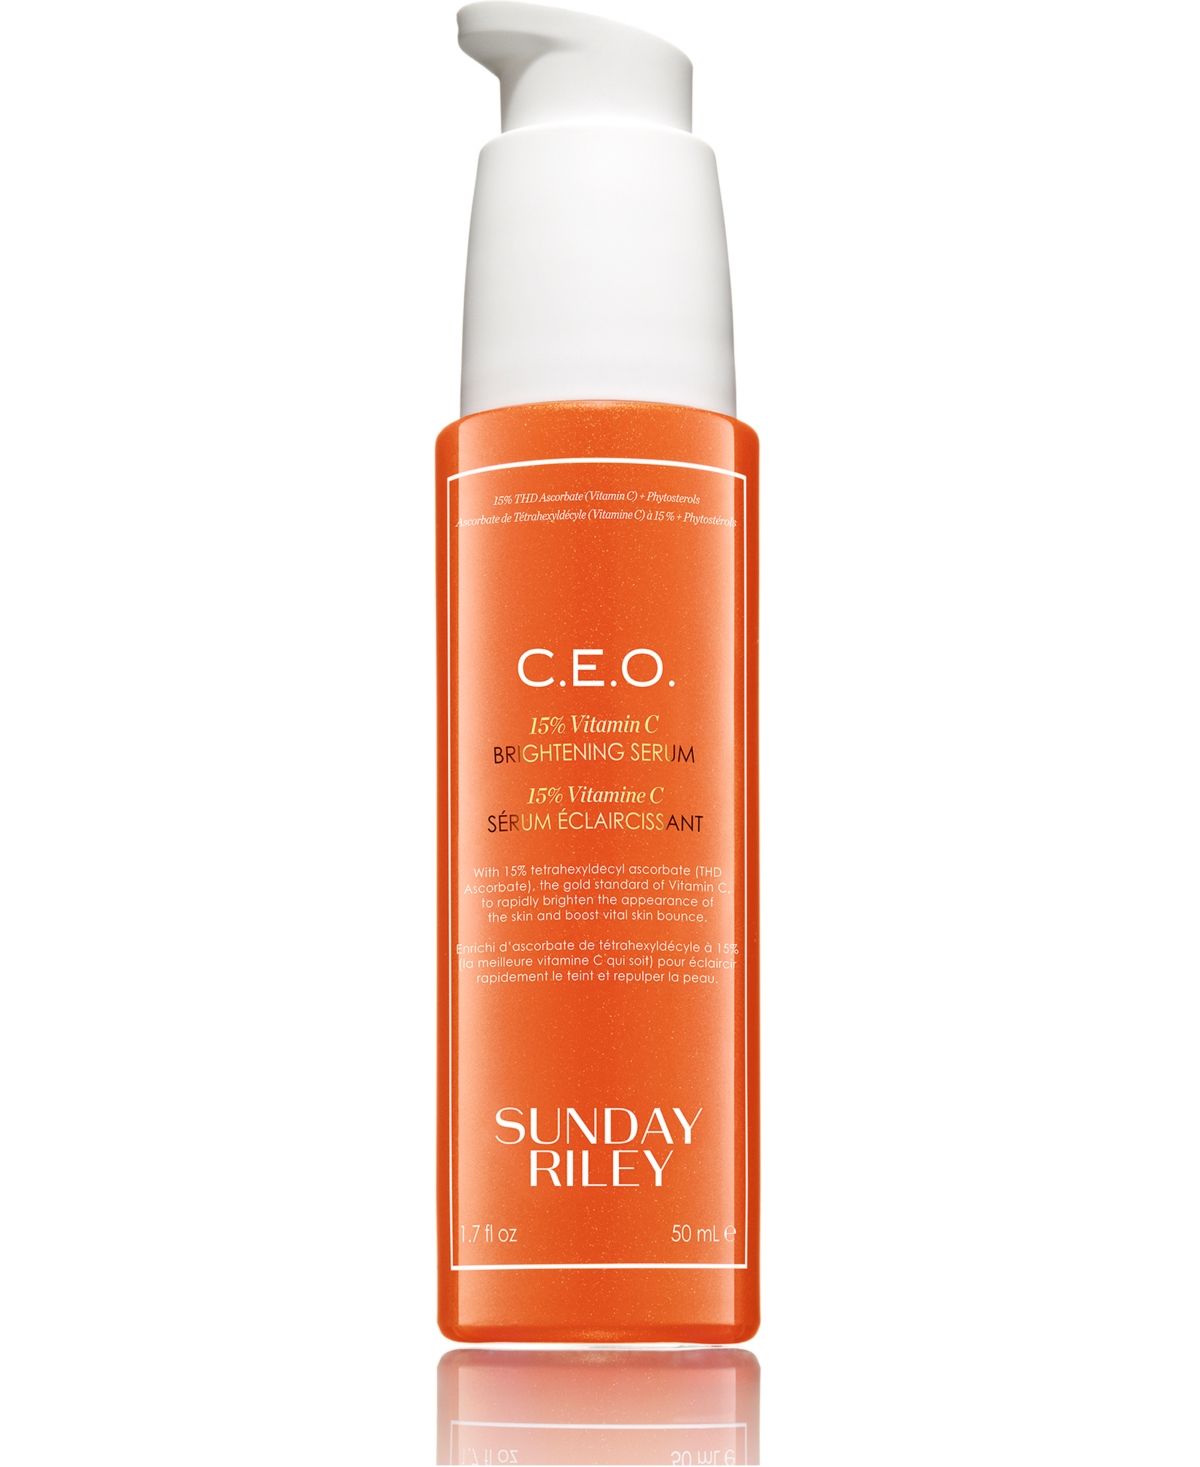 15% THD Ascorbate (Vitamin C) + Phytosterols
Ascorbate de Tétrahexyldécyle (Vitamine C) à 15 % + Phytostérols
C.E.O.
15% Vitamin C
BRIGHTENING SERUM
15% Vitamine C
SÉRUM ÉCLAIRCISSANT
With 15% tetrahexyldecyl ascorbate (THD
Ascorbate), the gold standard of Vitamin C,
to rapidly brighten the appearance of
the skin and boost vital skin bounce.
Enrichi d'ascorbate de tétrahexyldécyle à 15%
(la meilleure vitamine C qui soit) pour éclaircir
rapidement le teint et repulper la peau.
SUNDAY
RILEY
1.7 fl oz 50 mL ℮